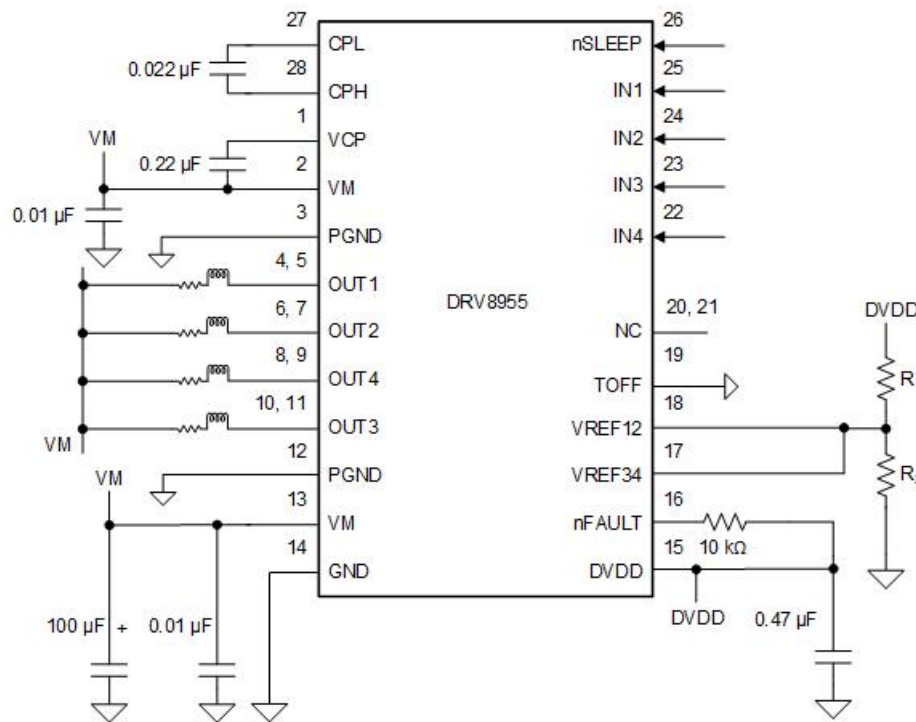 27
CPL
0.022 µF
28
CPH
1
VCP
VM
0.22 µF
2
VM
0.01 µF
3
PGND
4, 5
OUT1
6, 7
OUT2
8, 9
OUT4
10, 11
OUT3
VM
12
PGND
VM
13
VM
14
GND
100 µF +
0.01 µF
DRV8955
26
nSLEEP
25
IN1
24
IN2
23
IN3
22
IN4
20, 21
NC
19
TOFF
18
VREF12
17
VREF34
16
nFAULT
10 kΩ
15
DVDD
DVDD
0.47 µF
DVDD
R
R